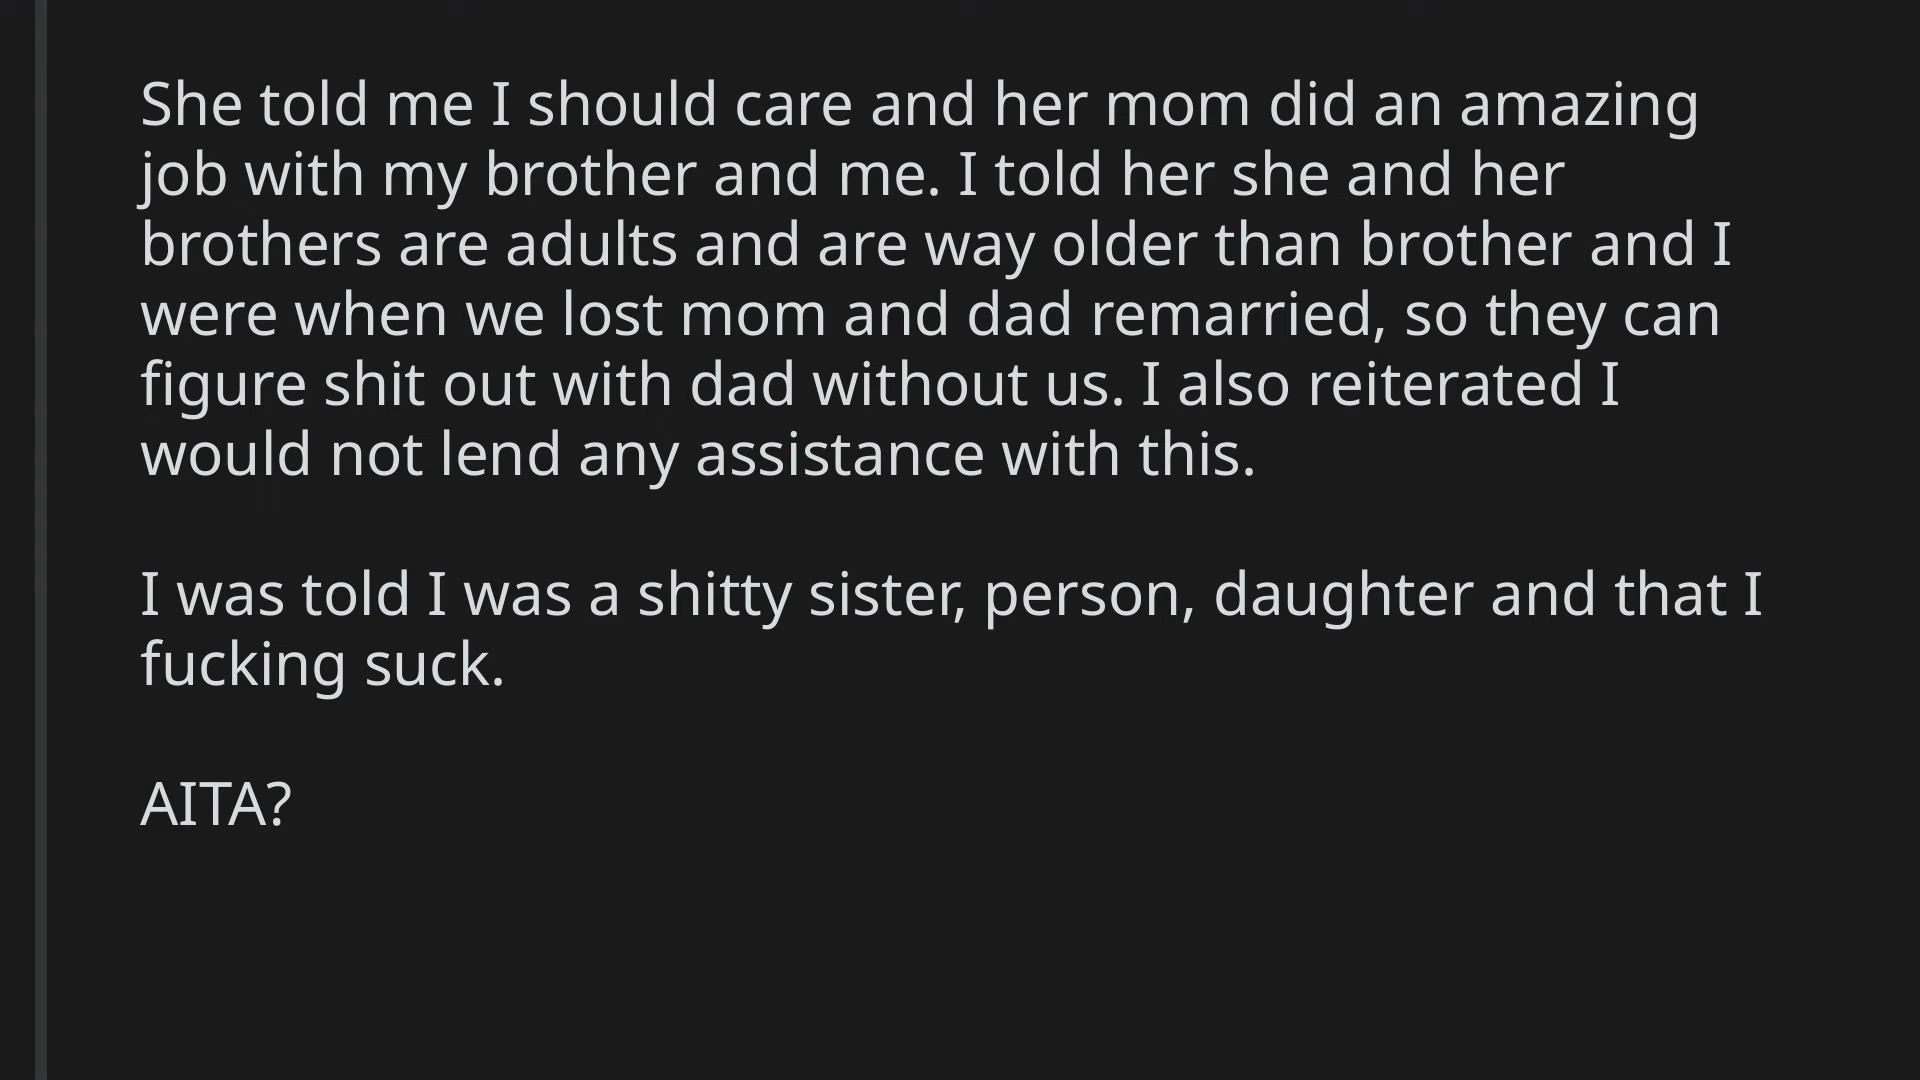 She told me I should care and her mom did an amazing
job with my brother and me. I told her she and her
brothers are adults and are way older than brother and I
were when we lost mom and dad remarried, so they can
figure shit out with dad without us. I also reiterated I
would not lend any assistance with this.
I was told I was a shitty sister, person, daughter and that I
fucking suck.
AITA?